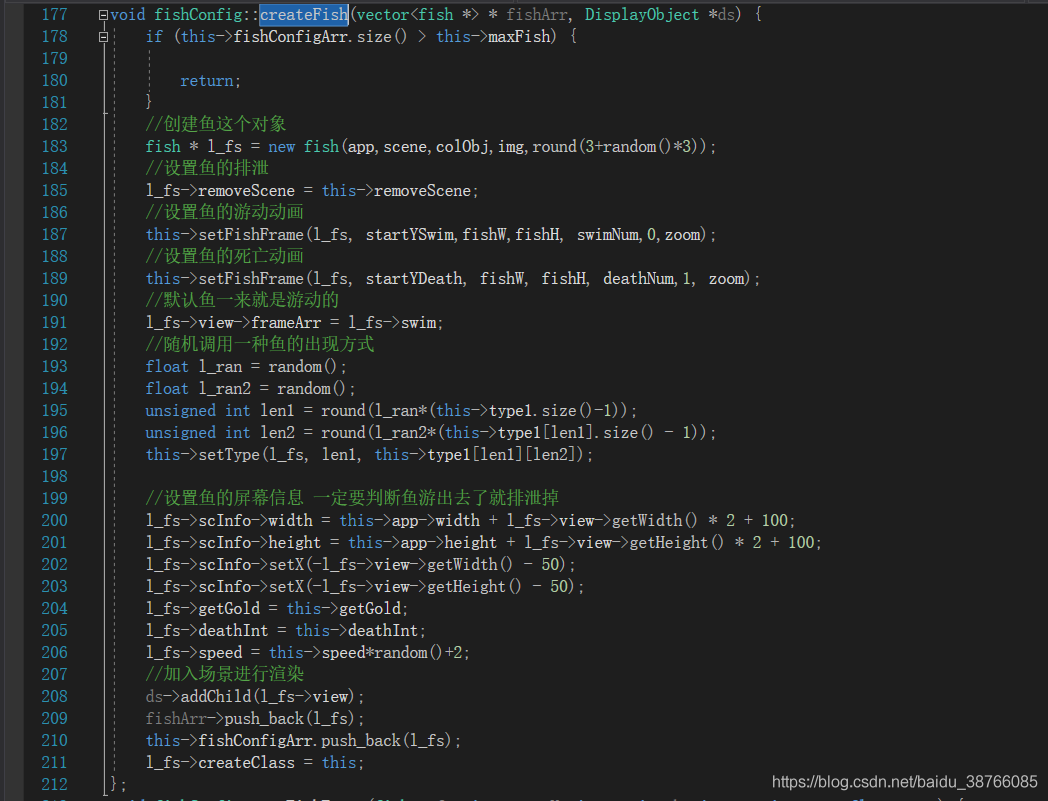 177 void fishConfig::createFish(vector<fish *> * fishArr, DisplayObject *ds) {
178 if (this->fishConfigArr.size() > this->maxFish) {
179
180 return;
181 }
182 //创建鱼这个对象
183 fish * l_fs = new fish(app,scene,colObj,img,round(3+random()*3));
184 //设置鱼的排泄
185 l_fs->removeScene = this->removeScene;
186 //设置鱼的游动动画
187 this->setFishFrame(l_fs, startYSwim,fishW,fishH, swimNum,0,zoom);
188 //设置鱼的死亡动画
189 this->setFishFrame(l_fs, startYDeath, fishW, fishH, deathNum,1, zoom);
190 //默认鱼一来就是游动的
191 l_fs->view->frameArr = l_fs->swim;
192 //随机调用一种鱼的出现方式
193 float l_ran = random();
194 float l_ran2 = random();
195 unsigned int len1 = round(l_ran*(this->type1.size()-1));
196 unsigned int len2 = round(l_ran2*(this->type1[len1].size() - 1));
197 this->setType(l_fs, len1, this->type1[len1][len2]);
198
199 //设置鱼的屏幕信息 一定要判断鱼游出去了就排泄掉
200 l_fs->scInfo->width = this->app->width + l_fs->view->getWidth() * 2 + 100;
201 l_fs->scInfo->height = this->app->height + l_fs->view->getHeight() * 2 + 100;
202 l_fs->scInfo->setX(-l_fs->view->getWidth() - 50);
203 l_fs->scInfo->setX(-l_fs->view->getHeight() - 50);
204 l_fs->getGold = this->getGold;
205 l_fs->deathInt = this->deathInt;
206 l_fs->speed = this->speed*random()+2;
207 //加入场景进行渲染
208 ds->addChild(l_fs->view);
209 fishArr->push_back(l_fs);
210 this->fishConfigArr.push_back(l_fs);
211 l_fs->createClass = this;
212 };
https://blog.csdn.net/baidu_38766085